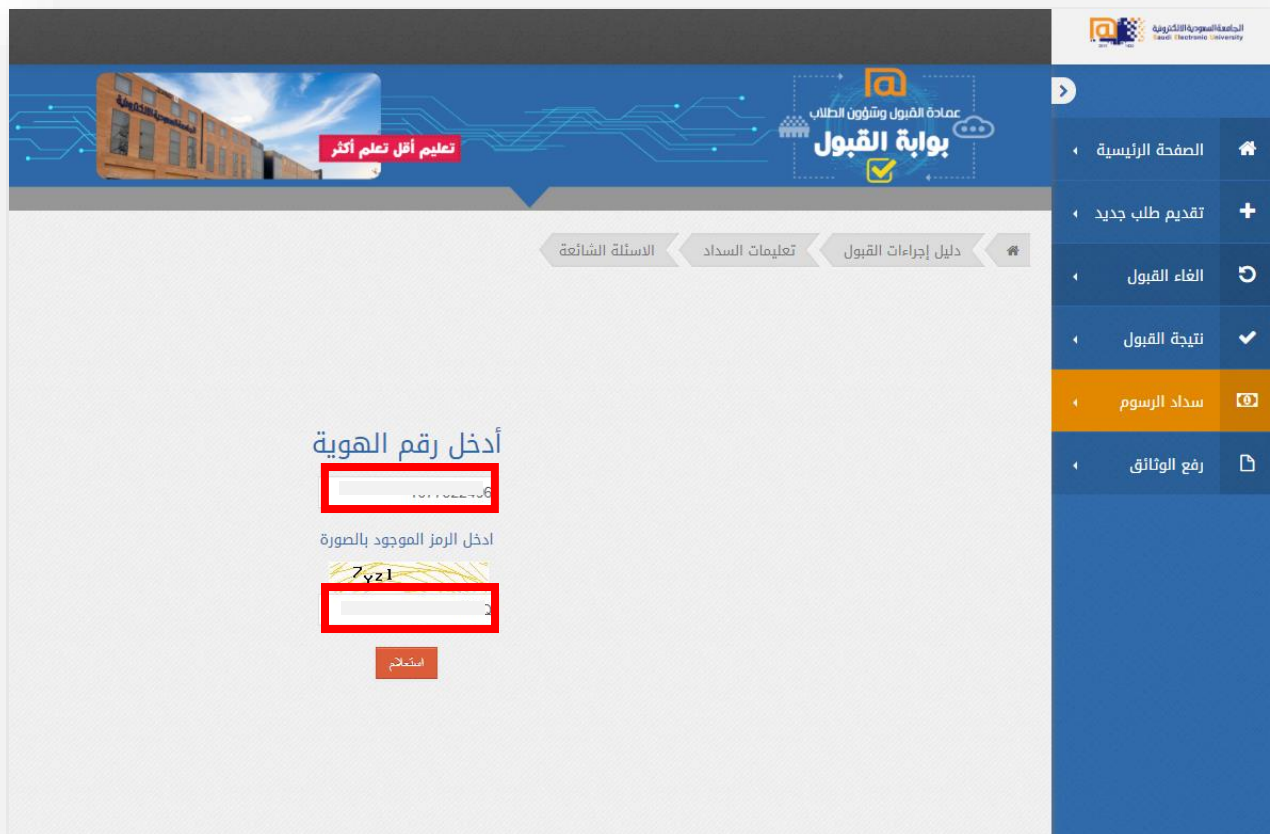 الجامعة السعودية الالكترونية
Saudi Electronic University
عمادة القبول وشؤون الطلاب
بوابة القبول
تعليم أقل تعلم أكثر
الصفحة الرئيسية
تقديم طلب جديد
الغاء القبول
نتيجة القبول
سداد الرسوم
رفع الوثائق
دليل إجراءات القبول
تعليمات السداد
الاسئلة الشائعة
أدخل رقم الهوية
ادخل الرمز الموجود بالصورة
7yz1
استعلام